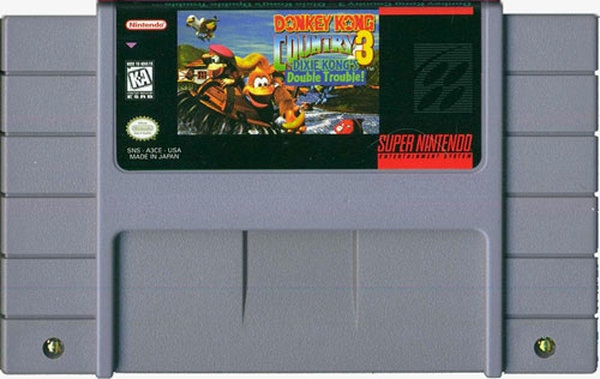 Nintendo
DONKEY KONG
COUNTRY 3
DIXIE KONG'S
Double Trouble!
TM
KIDS TO ADULTS
K-A
ESRB
SNS - A3CE - USA
MADE IN JAPAN
SUPER NINTENDO
ENTERTAINMENT SYSTEM